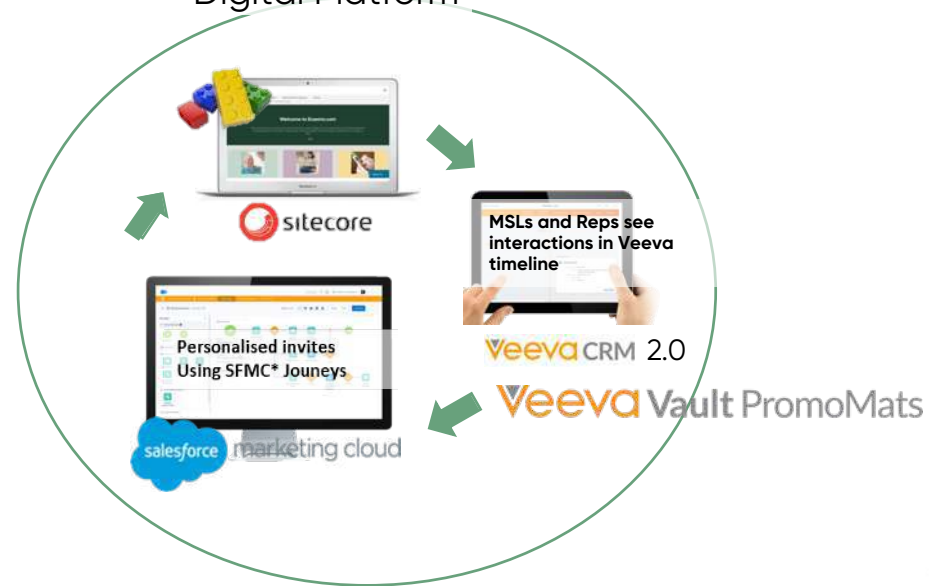 Digital Platform
sitecore
MSLs and Reps see
interactions in Veeva
timeline
Veeva CRM 2.0
Veeva Vault PromoMats
Personalised invites
Using SFMC* Jouneys
salesforce marketing cloud